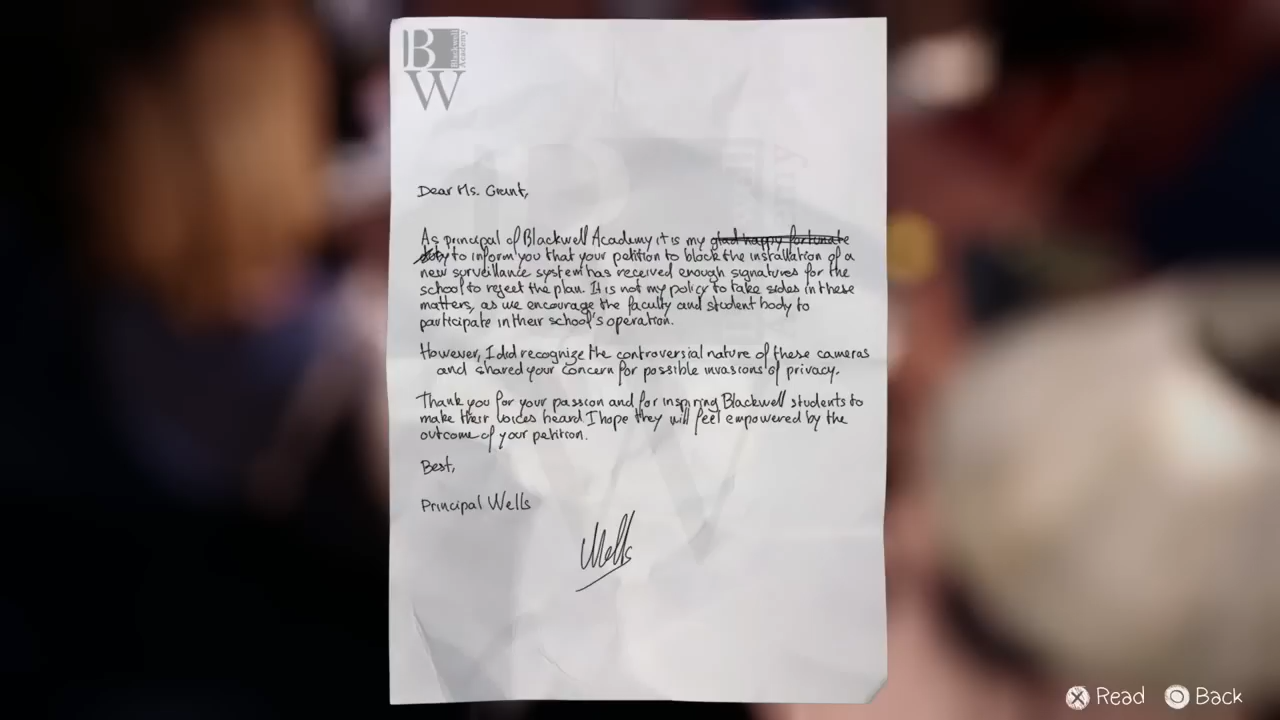 B
Blackwell
Academy
W
Dear Ms. Grant,
As principal of Blackwell Academy it is my glad happy fortunate
duty to inform you that your petition to block the installation of a
new surveillance system has received enough signatures for the
school to reject the plan. It is not my policy to take sides in these
matters, as we encourage the faculty and student body to
participate in their school's operation.
However, I did recognize the controversial nature of these cameras
and shared your concern for possible invasions of privacy.
Thank you for your passion and for inspiring Blackwell students to
make their voices heard I hope they will feel empowered by the
outcome of your petition.
Best,
Principal Wells
Wells
Read
Back